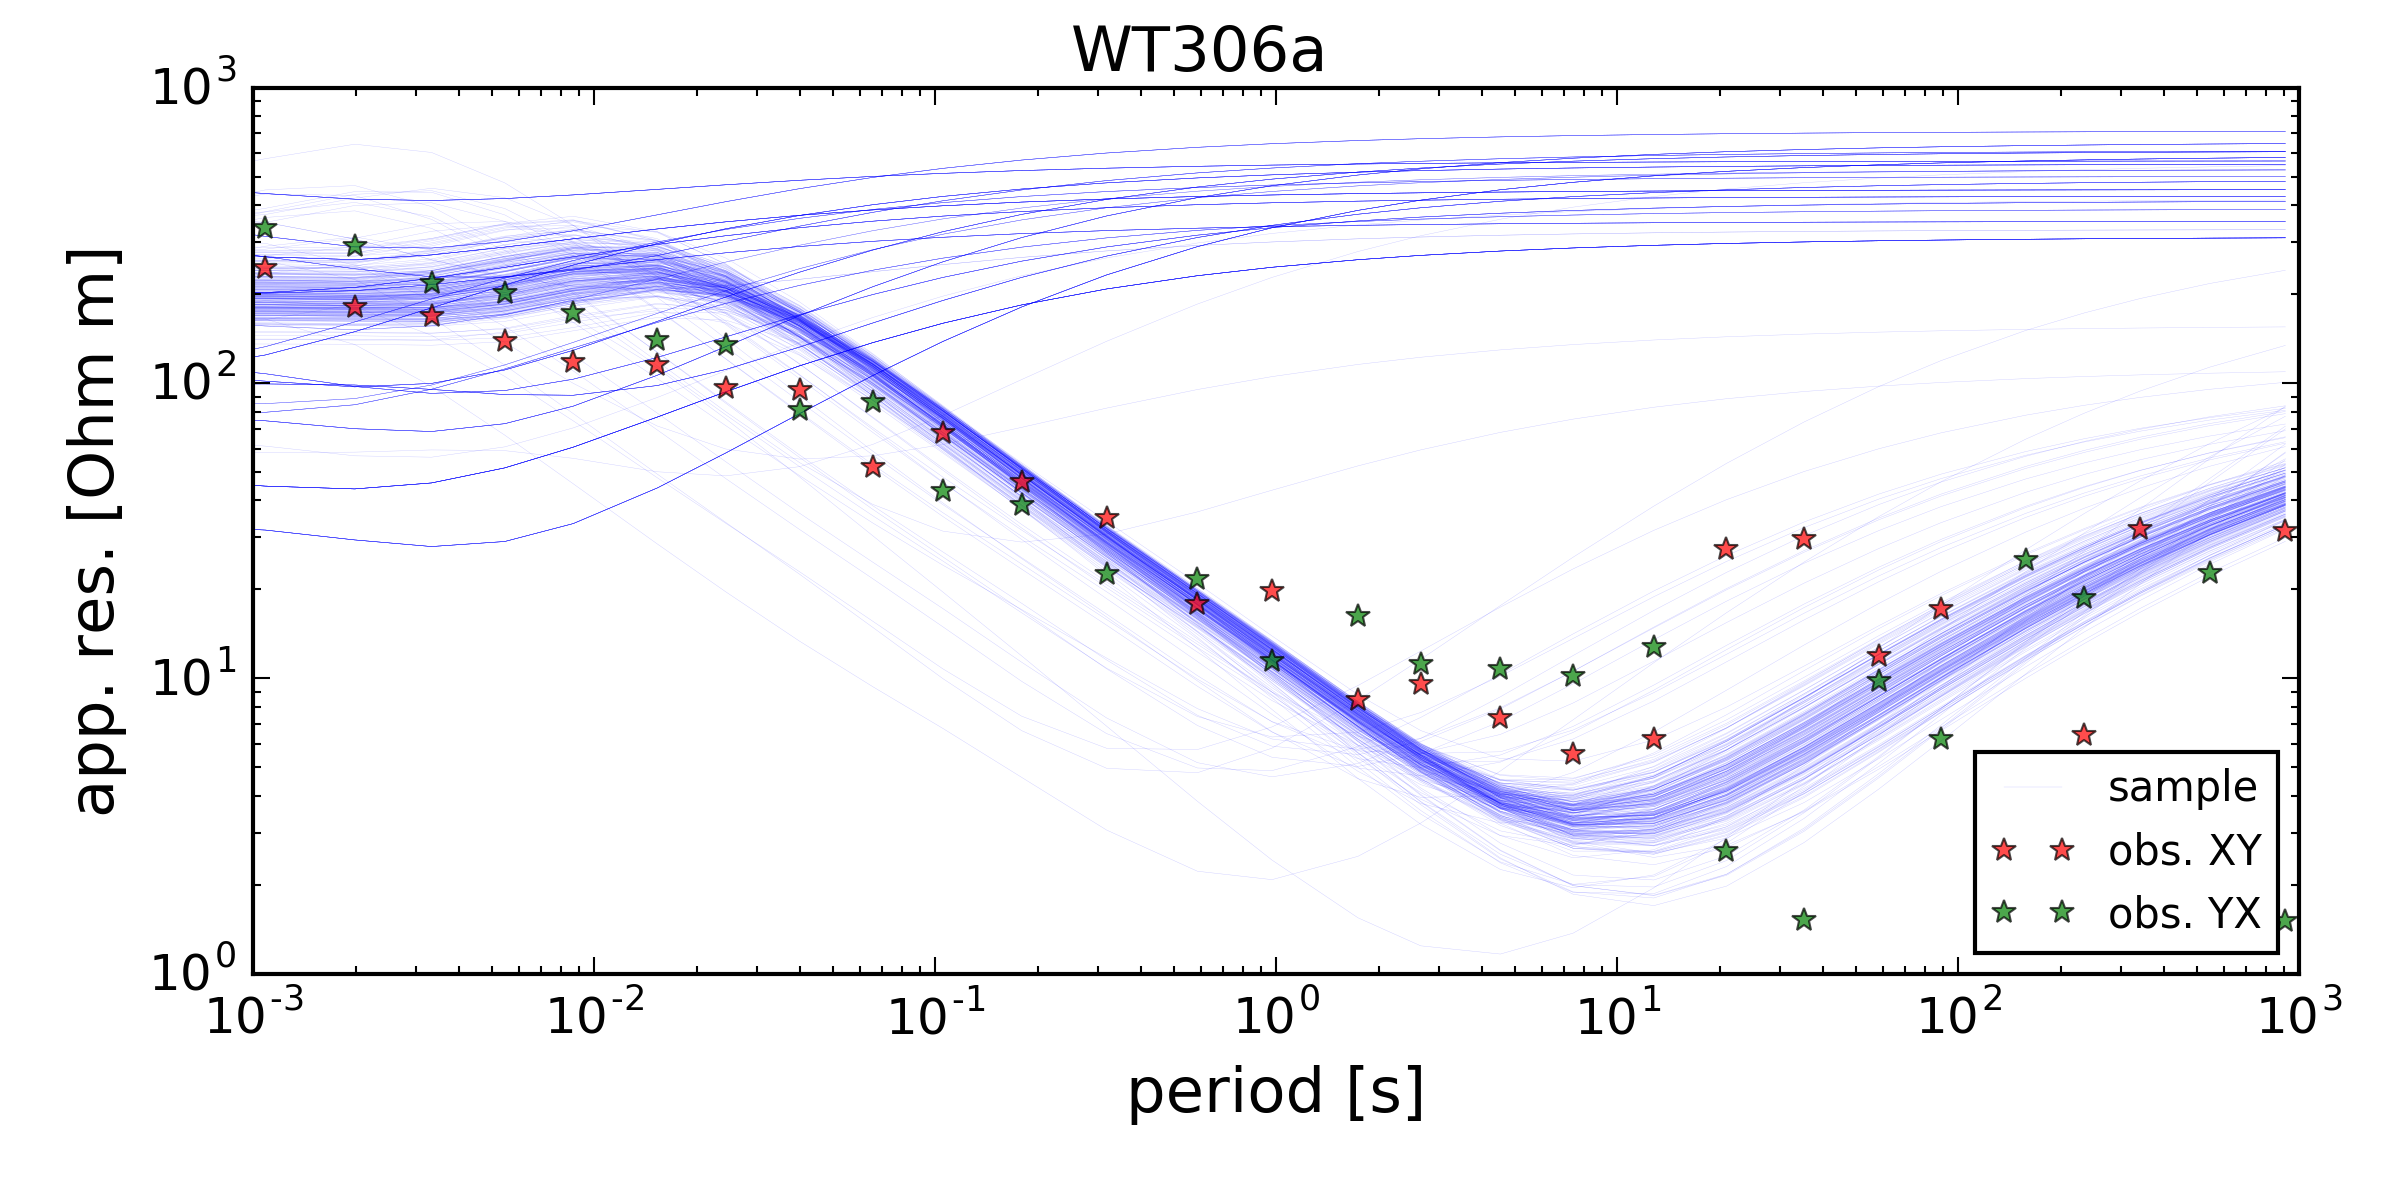 WT306a
app. res. [Ohm m]
10^3
10^2
10^1
10^0
10^-3
10^-2
10^-1
10^0
10^1
10^2
10^3
period [s]
sample
obs. XY
obs. YX